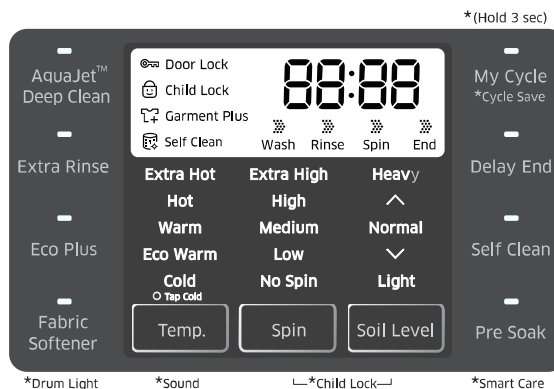 *(Hold 3 sec)
AquaJet™
Deep Clean
Extra Rinse
Eco Plus
Fabric
Softener
Door Lock
Child Lock
Garment Plus
Self Clean
88:88
Wash Rinse Spin End
Extra Hot Extra High Heavy
Hot High
Warm Medium Normal
Eco Warm Low
Cold No Spin Light
Tap Cold
Temp. Spin Soil Level
My Cycle
*Cycle Save
Delay End
Self Clean
Pre Soak
*Drum Light *Sound *Child Lock *Smart Care